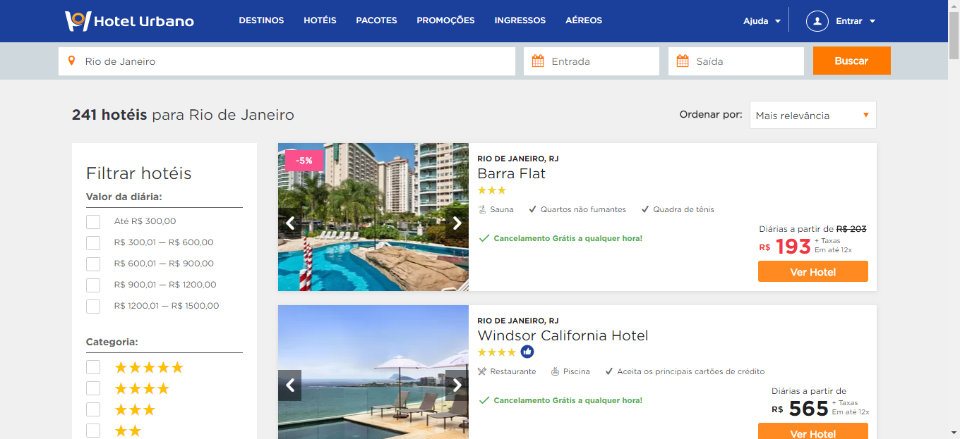 Hotel Urbano
DESTINOS HOTÉIS PACOTES PROMOÇÕES INGRESSOS AÉREOS
Ajuda Entrar
Rio de Janeiro Entrada Saída Buscar
241 hotéis para Rio de Janeiro
Ordenar por: Mais relevância
Filtrar hotéis
Valor da diária:
Até R$ 300,00
R$ 300,01 — R$ 600,00
R$ 600,01 — R$ 900,00
R$ 900,01 — R$ 1200,00
R$ 1200,01 — R$ 1500,00
Categoria:
-5%
RIO DE JANEIRO, RJ
Barra Flat
Sauna Quartos não fumantes Quadra de tênis
Cancelamento Grátis a qualquer hora!
Diárias a partir de R$ 203
R$ 193 + Taxas
Em até 12x
Ver Hotel
RIO DE JANEIRO, RJ
Windsor California Hotel
Restaurante Piscina Aceita os principais cartões de crédito
Cancelamento Grátis a qualquer hora!
Diárias a partir de
R$ 565 + Taxas
Em até 12x
Ver Hotel